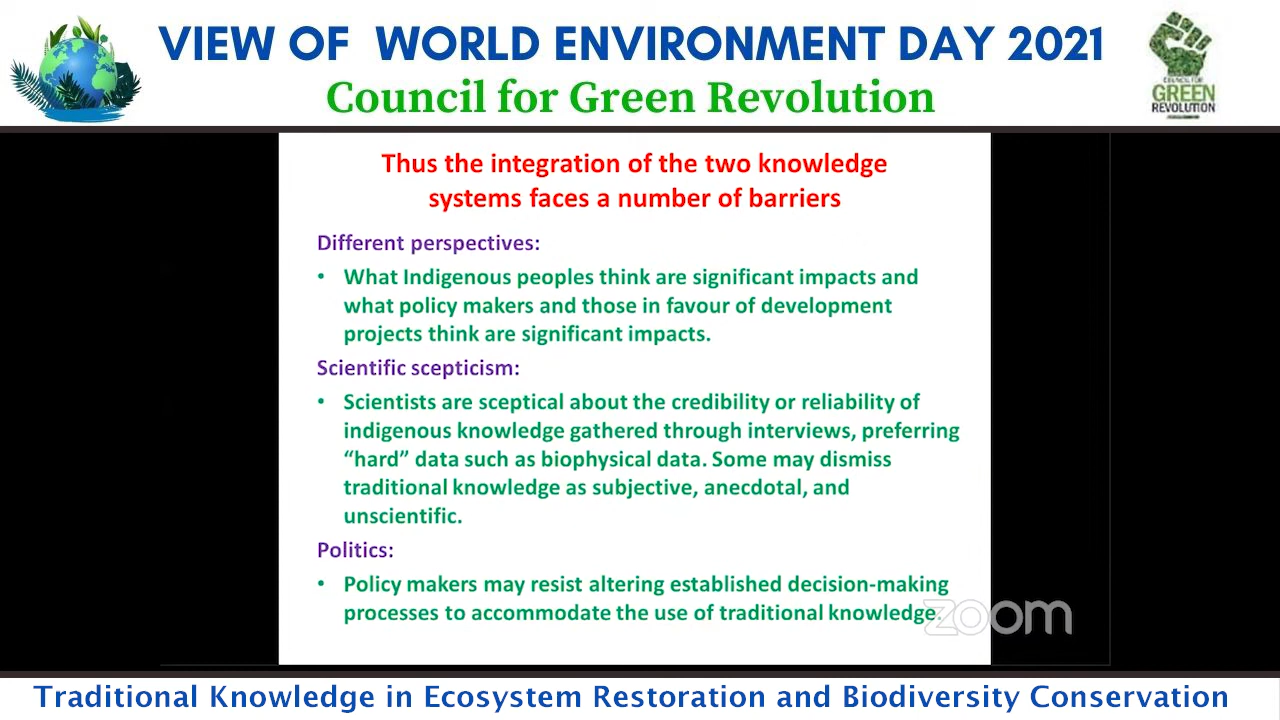 VIEW OF WORLD ENVIRONMENT DAY 2021
Council for Green Revolution
COUNCIL FOR
GREEN
REVOLUTION
Thus the integration of the two knowledge
systems faces a number of barriers
Different perspectives:
• What Indigenous peoples think are significant impacts and
what policy makers and those in favour of development
projects think are significant impacts.
Scientific scepticism:
• Scientists are sceptical about the credibility or reliability of
indigenous knowledge gathered through interviews, preferring
“hard” data such as biophysical data. Some may dismiss
traditional knowledge as subjective, anecdotal, and
unscientific.
Politics:
• Policy makers may resist altering established decision-making
processes to accommodate the use of traditional knowledge.
zoom
Traditional Knowledge in Ecosystem Restoration and Biodiversity Conservation